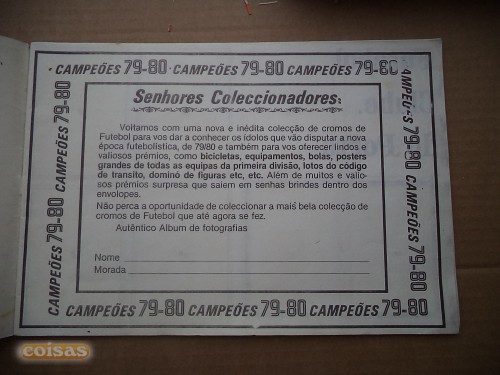 CAMPEÕES 79-80 CAMPEÕES 79-80 CAMPEÕES 79-80
CAMPEÕES 79-80 CAMPEÕES 79-80
Senhores Coleccionadores:
Voltamos com uma nova e inédita colecção de cromos de
Futebol para vos dar a conhecer os idolos que vão disputar a nova
época futebolistica, de 79/80 e também para vos oferecer lindos e
valiosos prémios, como bicicletas, equipamentos, bolas, posters
grandes de todas as equipas da primeira divisão, lotos do código
de transito, dominó de figuras etc, etc. Além de muitos e valio-
sos prémios surpresa que saiem em senhas brindes dentro dos
envelopes.
Não perca a oportunidade de coleccionar a mais bela colecção de
cromos de Futebol que até agora se fez.
Autêntico Album de fotografias
Nome
Morada
AMPEÕES 79-80 CAMPEÕES 79-80
CAMPEÕES 79-80 CAMPEÕES 79-80 CAMPEÕES 79-80
coisas